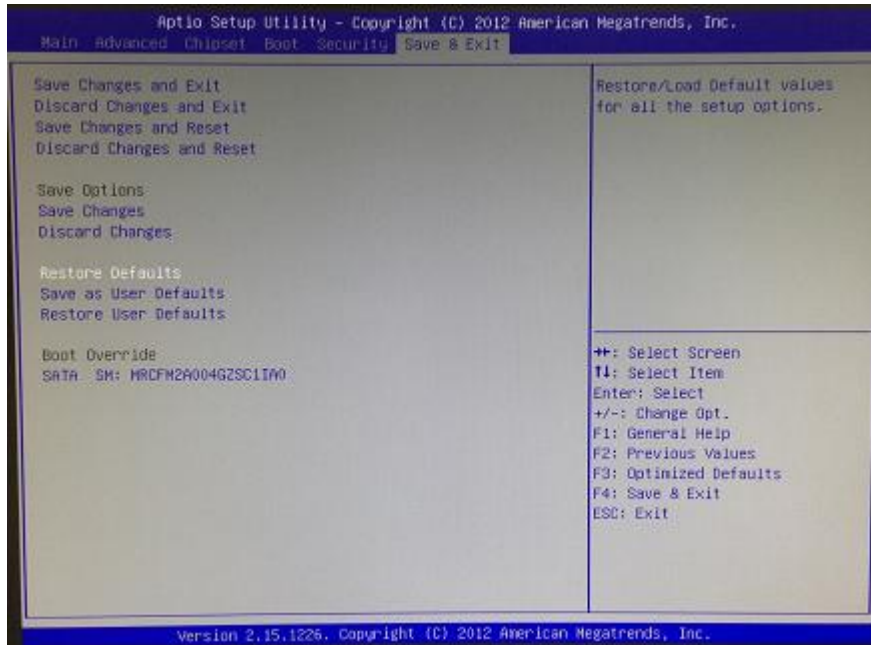 Aptio Setup Utility - Copyright (C) 2012 American Megatrends, Inc.
Main Advanced Chipset Boot Security Save & Exit
Save Changes and Exit
Discard Changes and Exit
Save Changes and Reset
Discard Changes and Reset
Save Options
Save Changes
Discard Changes
Restore Defaults
Save as User Defaults
Restore User Defaults
Boot Override
SATA SM: MRCFM2A004GZSC1IA0
Restore/Load Default values
for all the setup options.
→←: Select Screen
↑↓: Select Item
Enter: Select
+/-: Change Opt.
F1: General Help
F2: Previous Values
F3: Optimized Defaults
F4: Save & Exit
ESC: Exit
Version 2.15.1226. Copyright (C) 2012 American Megatrends, Inc.